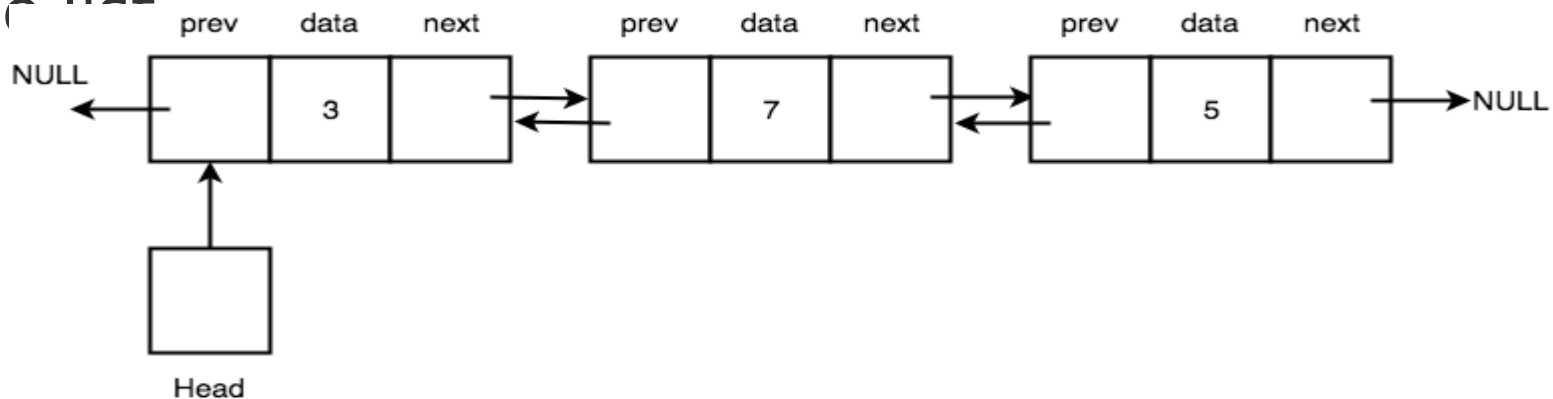 prev data next prev data next prev data next
NULL
3 7 5
NULL
Head